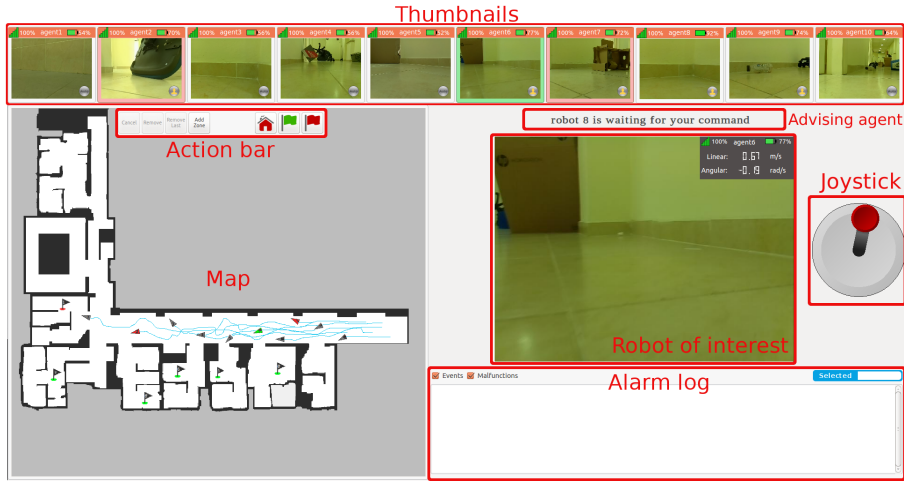 Thumbnails
100% agent1 54%
100% agent2 70%
100% agent3 56%
100% agent4 56%
100% agent5 52%
100% agent6 77%
100% agent7 72%
100% agent8 92%
100% agent9 74%
100% agent10 64%
Cancel Remove Remove Last Add Zone
Action bar
robot 8 is waiting for your command
Advising agent
100% agent6 77%
Linear: 0.67 m/s
Angular: rad/s
Joystick
Map
Robot of interest
Events Malfunctions
Alarm log
Selected